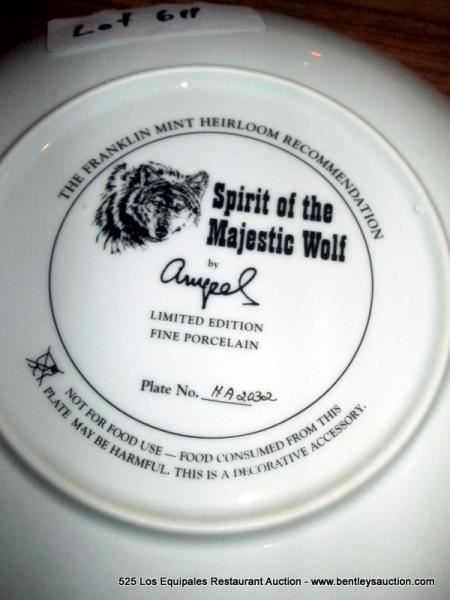 Lot 611
THE FRANKLIN MINT HEIRLOOM RECOMMENDATION
Spirit of the
Majestic Wolf
by
LIMITED EDITION
FINE PORCELAIN
Plate No. HA2032
NOT FOR FOOD USE — FOOD CONSUMED FROM THIS
PLATE MAY BE HARMFUL. THIS IS A DECORATIVE ACCESSORY.
525 Los Equipales Restaurant Auction - www.bentleysauction.com